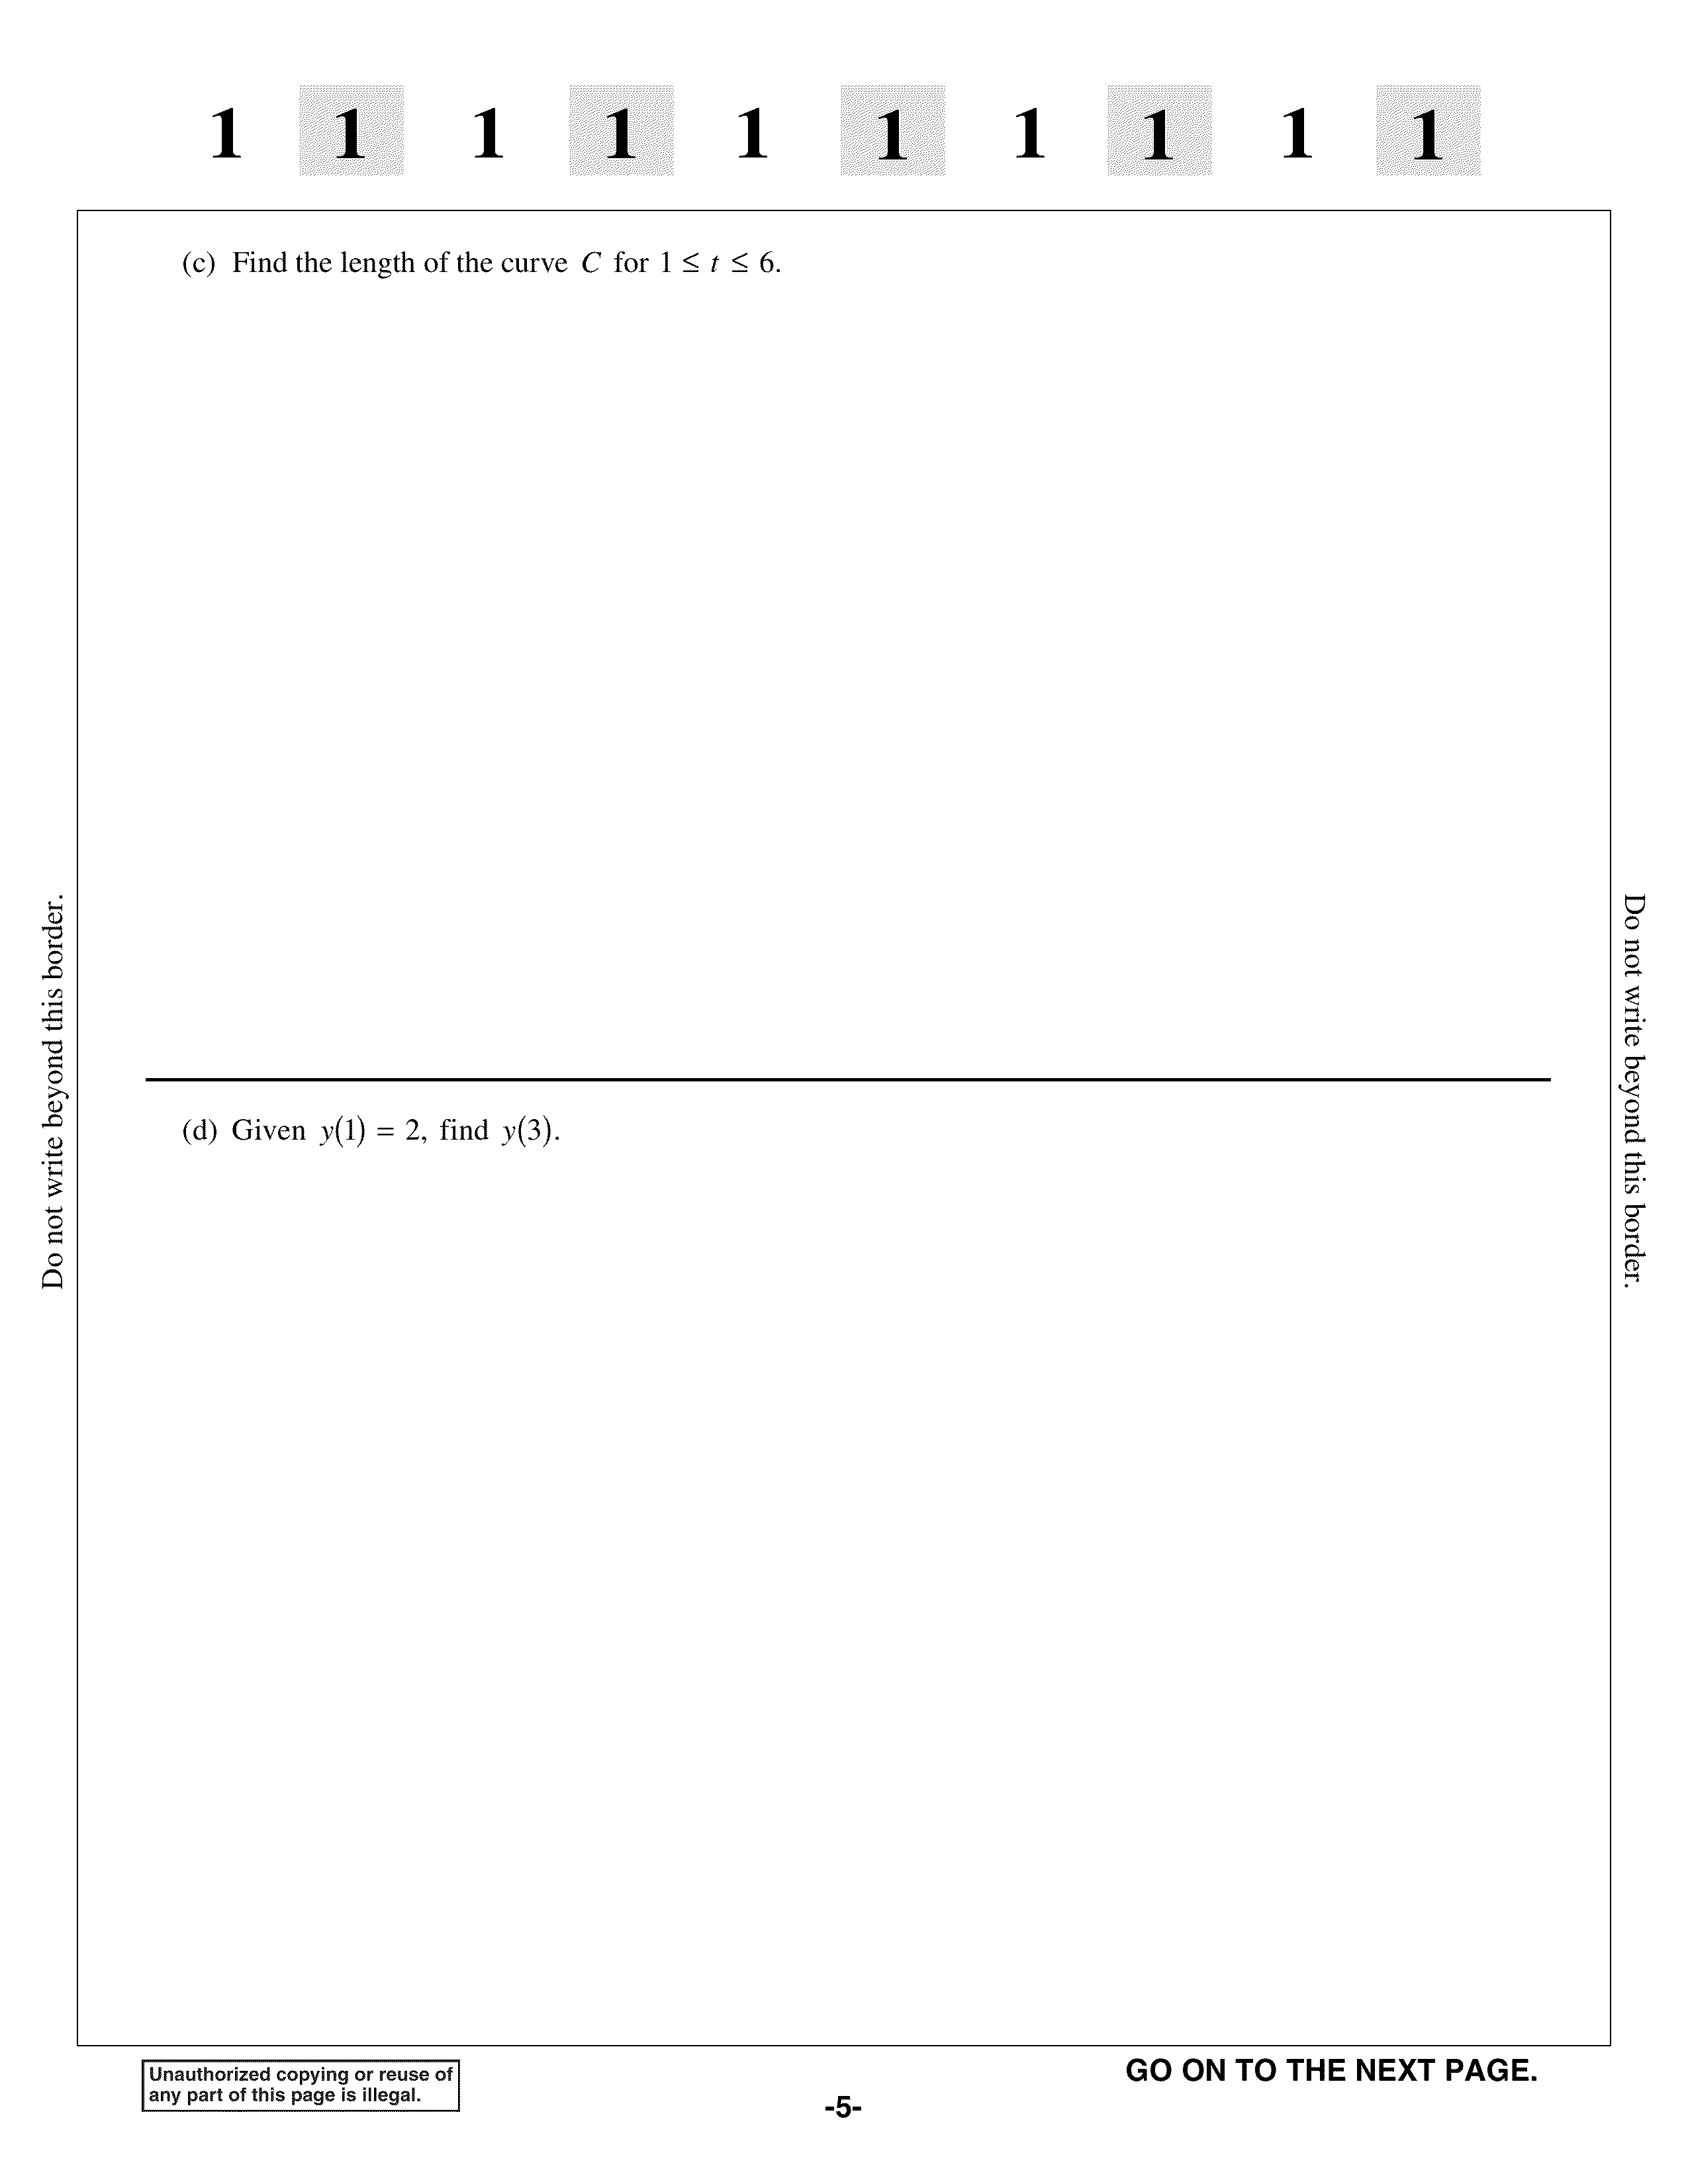 1 1 1 1 1 1 1 1 1 1
(c) Find the length of the curve C for 1 ≤ t ≤ 6.
Do not write beyond this border.
Do not write beyond this border.
(d) Given y(1) = 2, find y(3).
Unauthorized copying or reuse of
any part of this page is illegal.
GO ON TO THE NEXT PAGE.
-5-